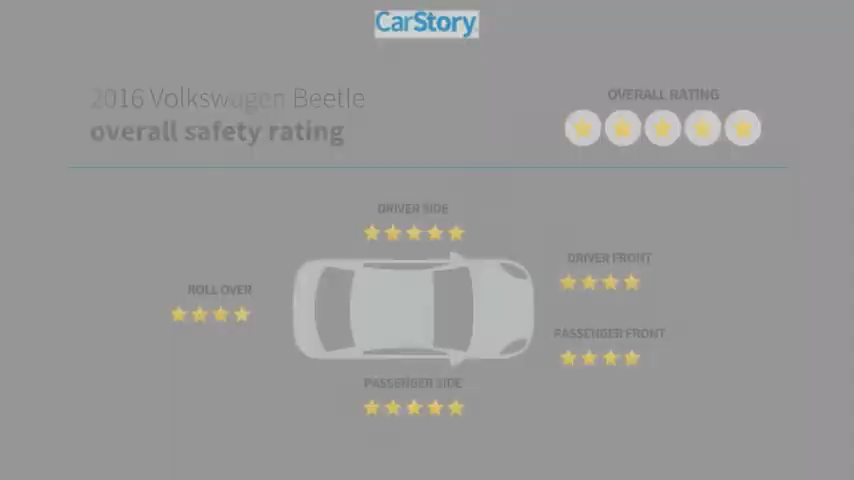 CarStory
2016 Volkswagen Beetle
overall safety rating
OVERALL RATING
DRIVER SIDE
DRIVER FRONT
ROLL OVER
PASSENGER FRONT
PASSENGER SIDE